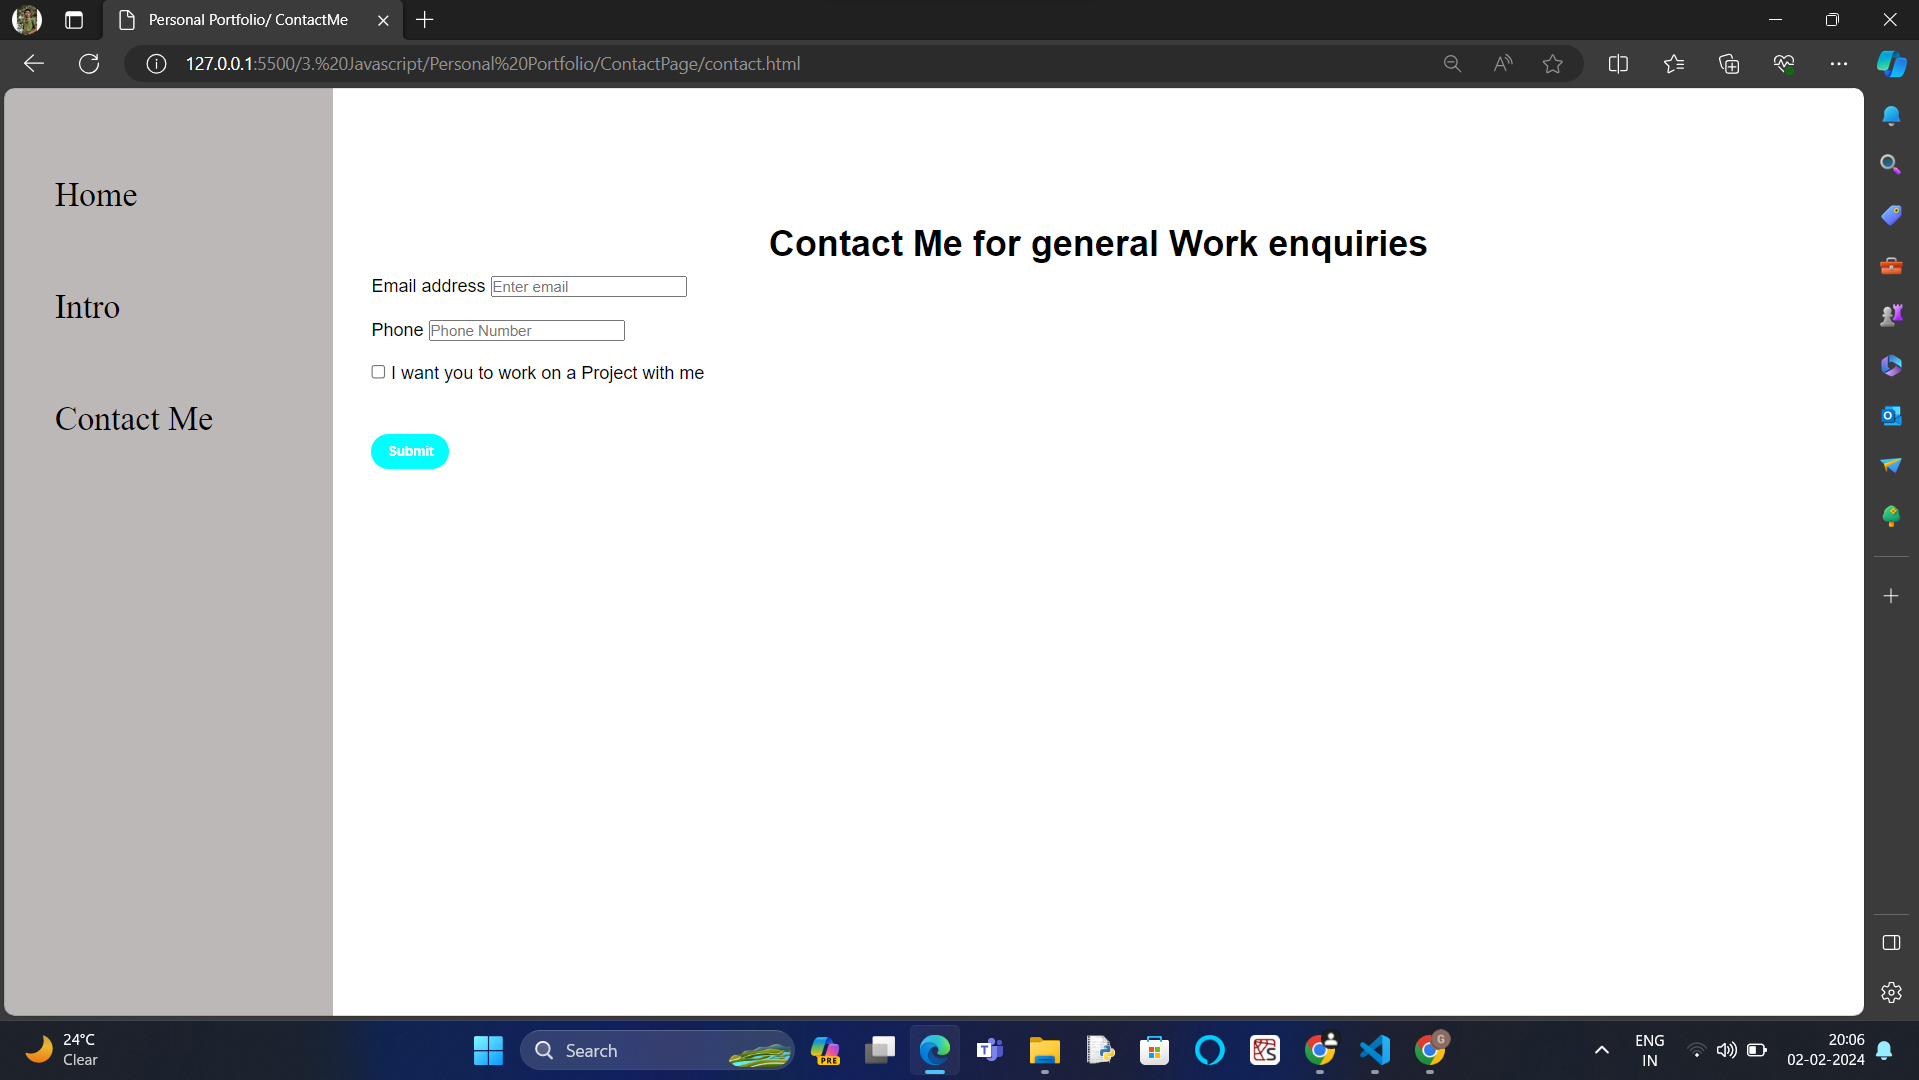 Personal Portfolio/ ContactMe
127.0.0.1:5500/3.%20Javascript/Personal%20Portfolio/ContactPage/contact.html
Home
Intro
Contact Me
Contact Me for general Work enquiries
Email address Enter email
Phone Phone Number
I want you to work on a Project with me
Submit
24°C
Clear
Search
PRE
G
ENG
IN
20:06
02-02-2024